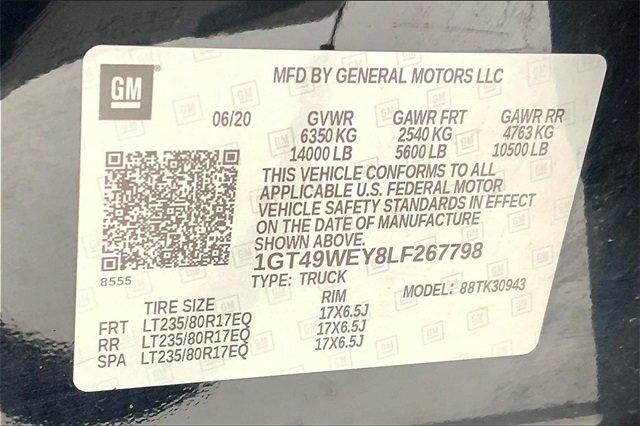 GM
MFD BY GENERAL MOTORS LLC
06/20 GVWR GAWR FRT GAWR RR
6350 KG 2540 KG 4763 KG
14000 LB 5600 LB 10500 LB
THIS VEHICLE CONFORMS TO ALL
APPLICABLE U.S. FEDERAL MOTOR
VEHICLE SAFETY STANDARDS IN EFFECT
ON THE DATE OF MANUFACTURE
SHOWN ABOVE.
1GT49WEY8LF267798
8555
TYPE: TRUCK MODEL: 88TK30943
TIRE SIZE RIM
FRT LT235/80R17EQ 17X6.5J
RR LT235/80R17EQ 17X6.5J
SPA LT235/80R17EQ 17X6.5J